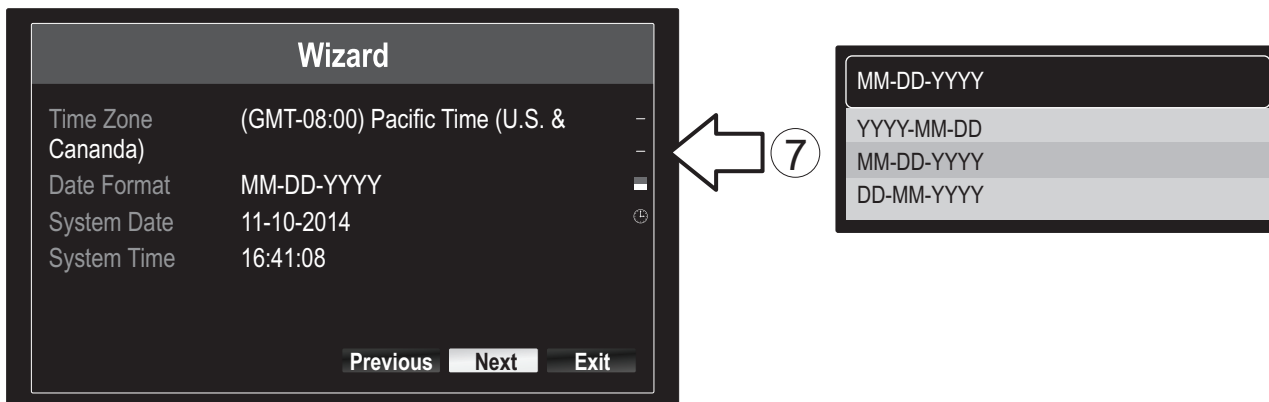 Wizard
Time Zone (GMT-08:00) Pacific Time (U.S. &
Cananda)
Date Format MM-DD-YYYY
System Date 11-10-2014
System Time 16:41:08
Previous Next Exit
7
MM-DD-YYYY
YYYY-MM-DD
MM-DD-YYYY
DD-MM-YYYY